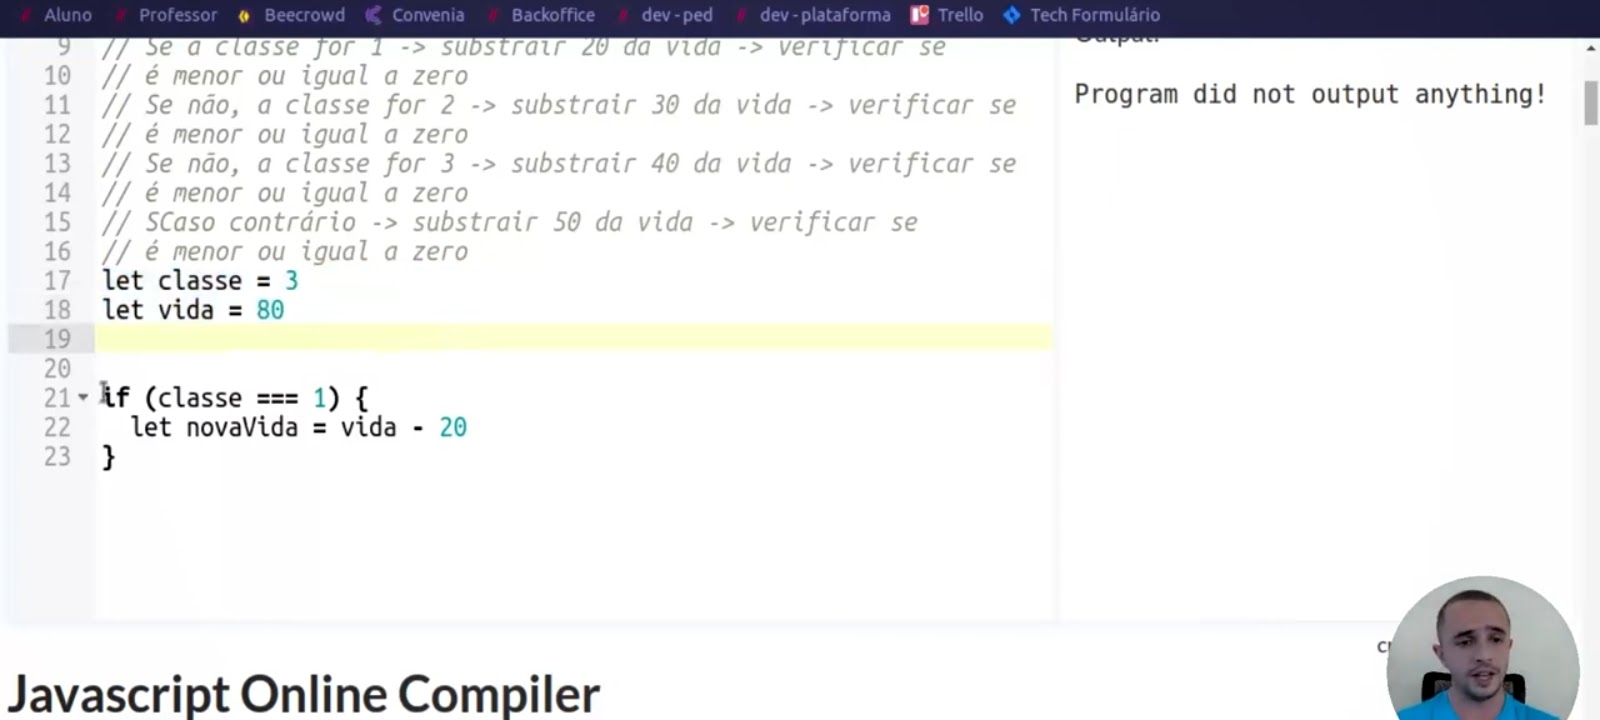 Aluno Professor Beecrowd Convenia Backoffice dev-ped dev-plataforma Trello Tech Formulário
9 // Se a classe for 1 -> substrair 20 da vida -> verificar se
10 // é menor ou igual a zero
11 // Se não, a classe for 2 -> substrair 30 da vida -> verificar se
12 // é menor ou igual a zero
13 // Se não, a classe for 3 -> substrair 40 da vida -> verificar se
14 // é menor ou igual a zero
15 // SCaso contrário -> substrair 50 da vida -> verificar se
16 // é menor ou igual a zero
17 let classe = 3
18 let vida = 80
19
20
21 if (classe === 1) {
22 let novaVida = vida - 20
23 }
Output:
Program did not output anything!
Javascript Online Compiler